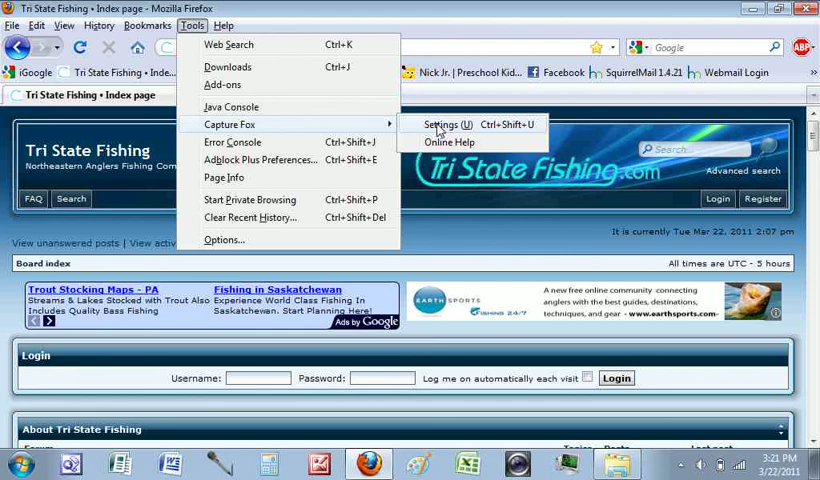 Tri State Fishing • Index page - Mozilla Firefox
File Edit View History Bookmarks Tools Help
Google
ABP
iGoogle Tri State Fishing • Inde... Nick Jr. | Preschool Kri... Facebook SquirrelMail 1.4.21 Webmail Login
Tri State Fishing • Index page
Web Search Ctrl+K
Downloads Ctrl+J
Add-ons
Java Console
Capture Fox
Error Console Ctrl+Shift+J
Adblock Plus Preferences... Ctrl+Shift+E
Page Info
Start Private Browsing Ctrl+Shift+P
Clear Recent History... Ctrl+Shift+Del
Options...
Settings (U) Ctrl+Shift+U
Online Help
Tri State Fishing
Northeastern Anglers Fishing Com
Tri State Fishing.com
Search...
Advanced search
FAQ Search Login Register
It is currently Tue Mar 22, 2011 2:07 pm
View unanswered posts • View activ
Board index All times are UTC - 5 hours
Trout Stocking Maps - PA
Streams & Lakes Stocked with Trout Also
Includes Quality Bass Fishing
Fishing in Saskatchewan
Experience World Class Fishing In
Saskatchewan. Start Planning Here!
Ads by Google
EARTH SPORTS
FISHING 24/7
A new free online community connecting
anglers with the best guides, destinations,
techniques, and gear - www.earthsports.com-
Login
Username: Password: Log me on automatically each visit Login
About Tri State Fishing
Forum Topics Posts
3:21 PM
3/22/2011